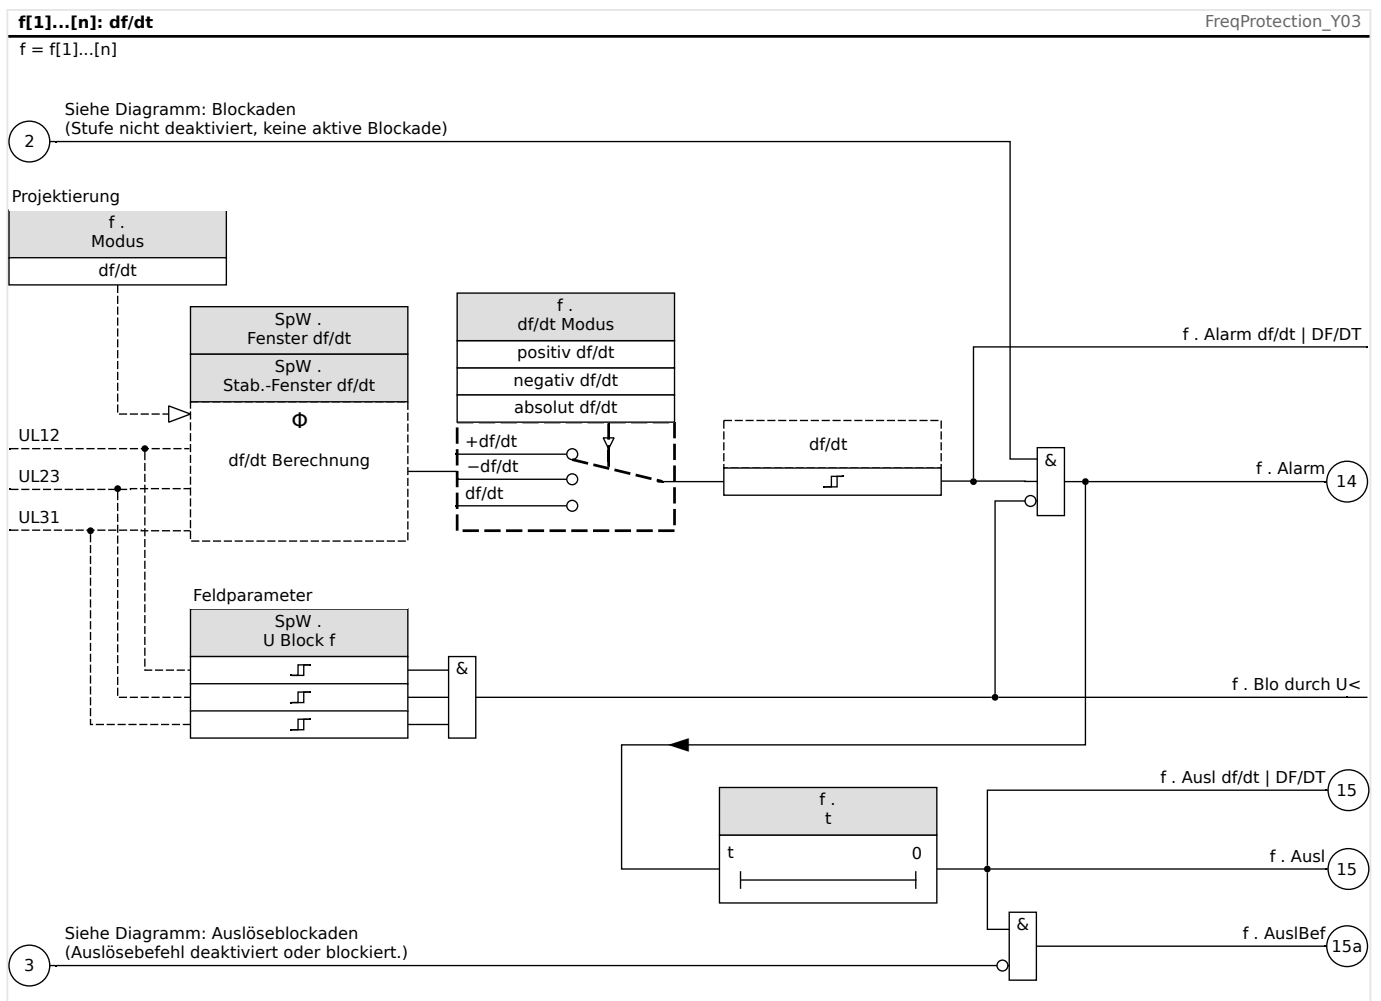 f[1]...[n]: df/dt
FreqProtection_Y03
f = f[1]...[n]
Siehe Diagramm: Blockaden
(Stufe nicht deaktiviert, keine aktive Blockade)
2
Projektierung
f .
Modus
df/dt
SpW .
Fenster df/dt
SpW .
Stab.-Fenster df/dt
Φ
df/dt Berechnung
UL12
UL23
UL31
f .
df/dt Modus
positiv df/dt
negativ df/dt
absolut df/dt
+df/dt
−df/dt
df/dt
df/dt
f . Alarm df/dt | DF/DT
&
f . Alarm
14
Feldparameter
SpW .
U Block f
&
f . Blo durch U<
f .
t
t
0
f . Ausl df/dt | DF/DT
15
f . Ausl
15
&
f . AuslBef
15a
Siehe Diagramm: Auslöseblockaden
(Auslösebefehl deaktiviert oder blockiert.)
3